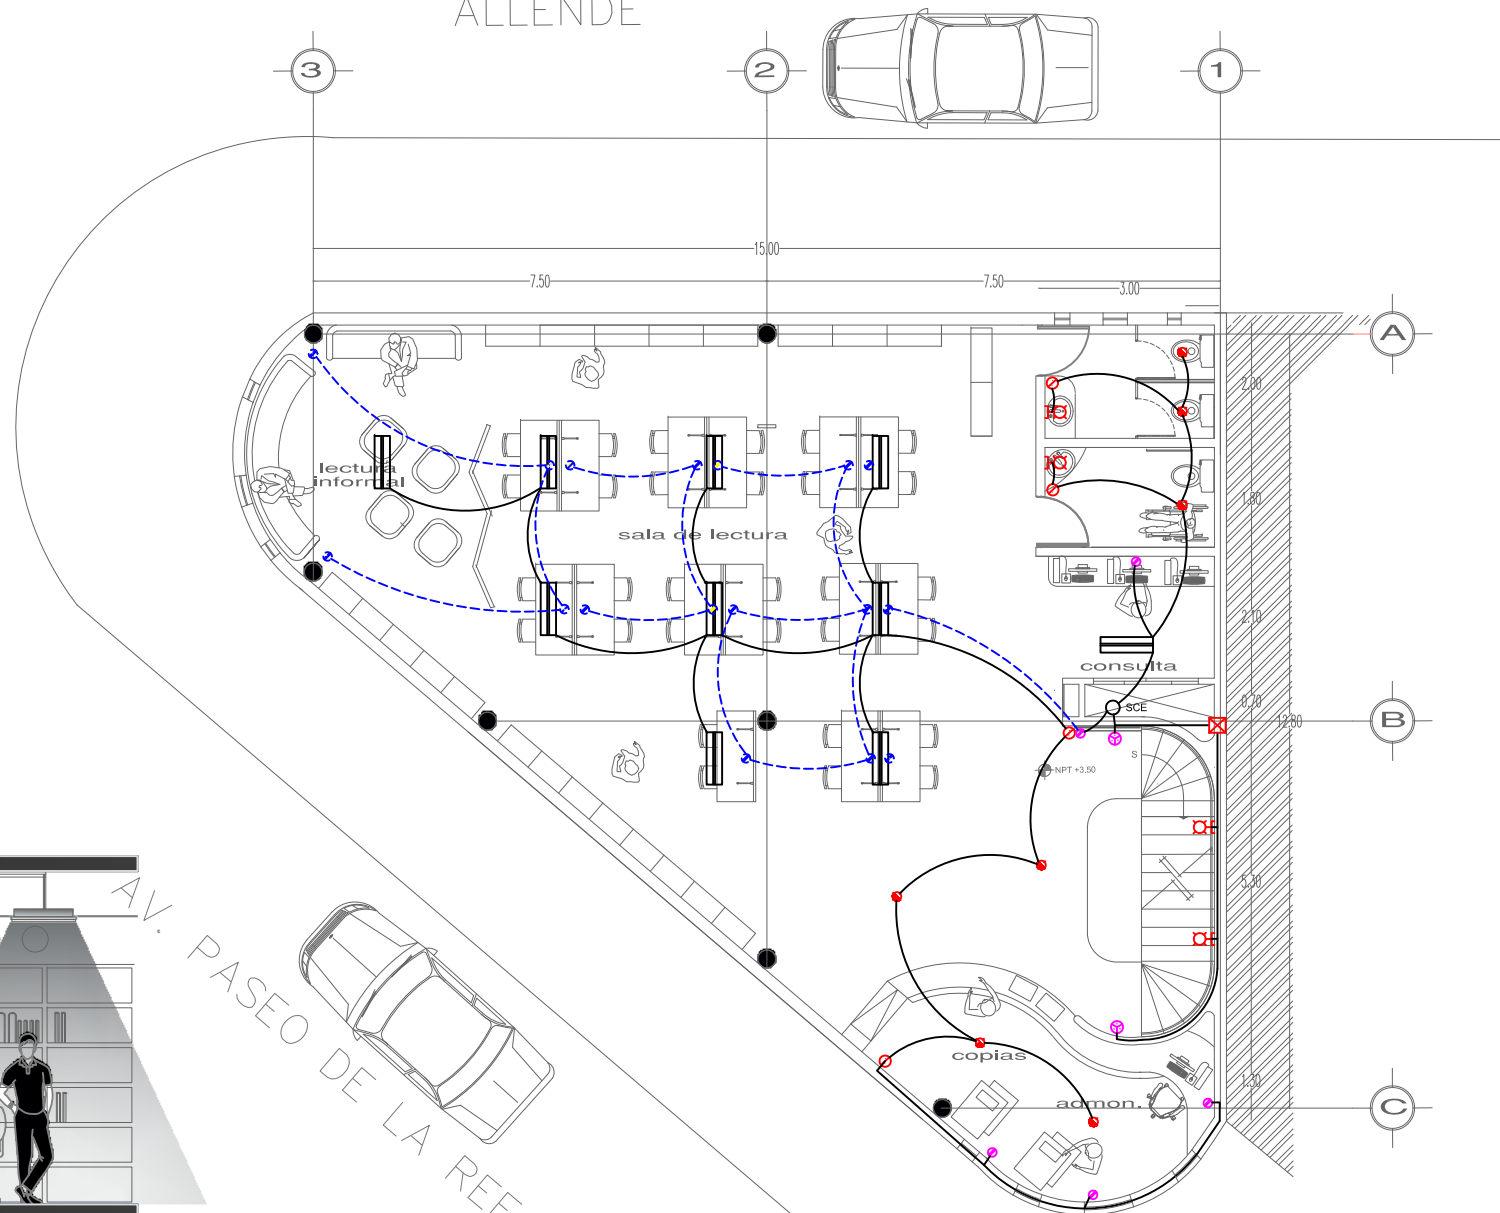 ALLENDE
3
2
1
15.00
7.50
7.50
3.00
A
2.00
lectura
informal
1.80
sala de lectura
2.10
consulta
0.70
SCE
12.80
B
S
NPT +3.50
5.30
AV. PASEO DE LA REF
copias
1.30
admon.
C